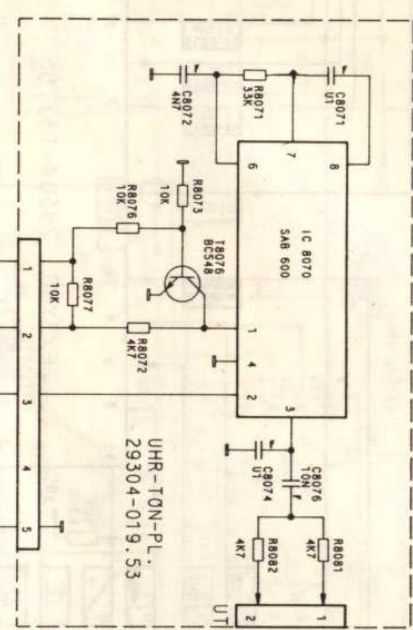 C8072
4N7
R8071
33K
C8071
U1
6
7
8
R8073
10K
R8076
10K
T8076
BC548
IC 8070
SAB 600
1
R8077
10K
2
R8072
4K7
1
4
2
3
3
C8074
U1
C8076
10N
4
UHR-TON-PL.
29304-019.53
R8082
4K7
R8081
4K7
5
UT
2
1